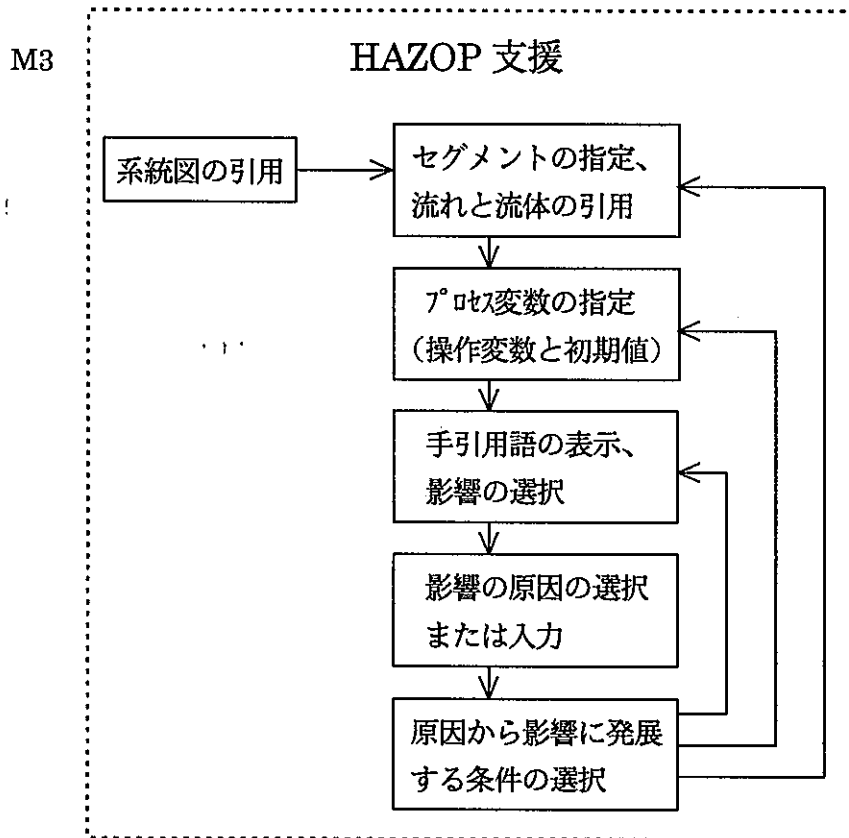 M3
HAZOP 支援
系統図の引用
セグメントの指定、
流れと流体の引用
プロセス変数の指定
(操作変数と初期値)
手引用語の表示、
影響の選択
影響の原因の選択
または入力
原因から影響に発展
する条件の選択